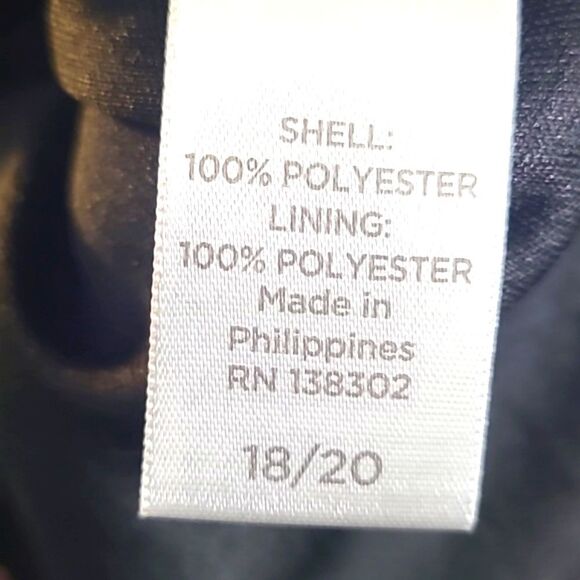 SHELL:
100% POLYESTER
LINING:
100% POLYESTER
Made in
Philippines
RN 138302
18/20